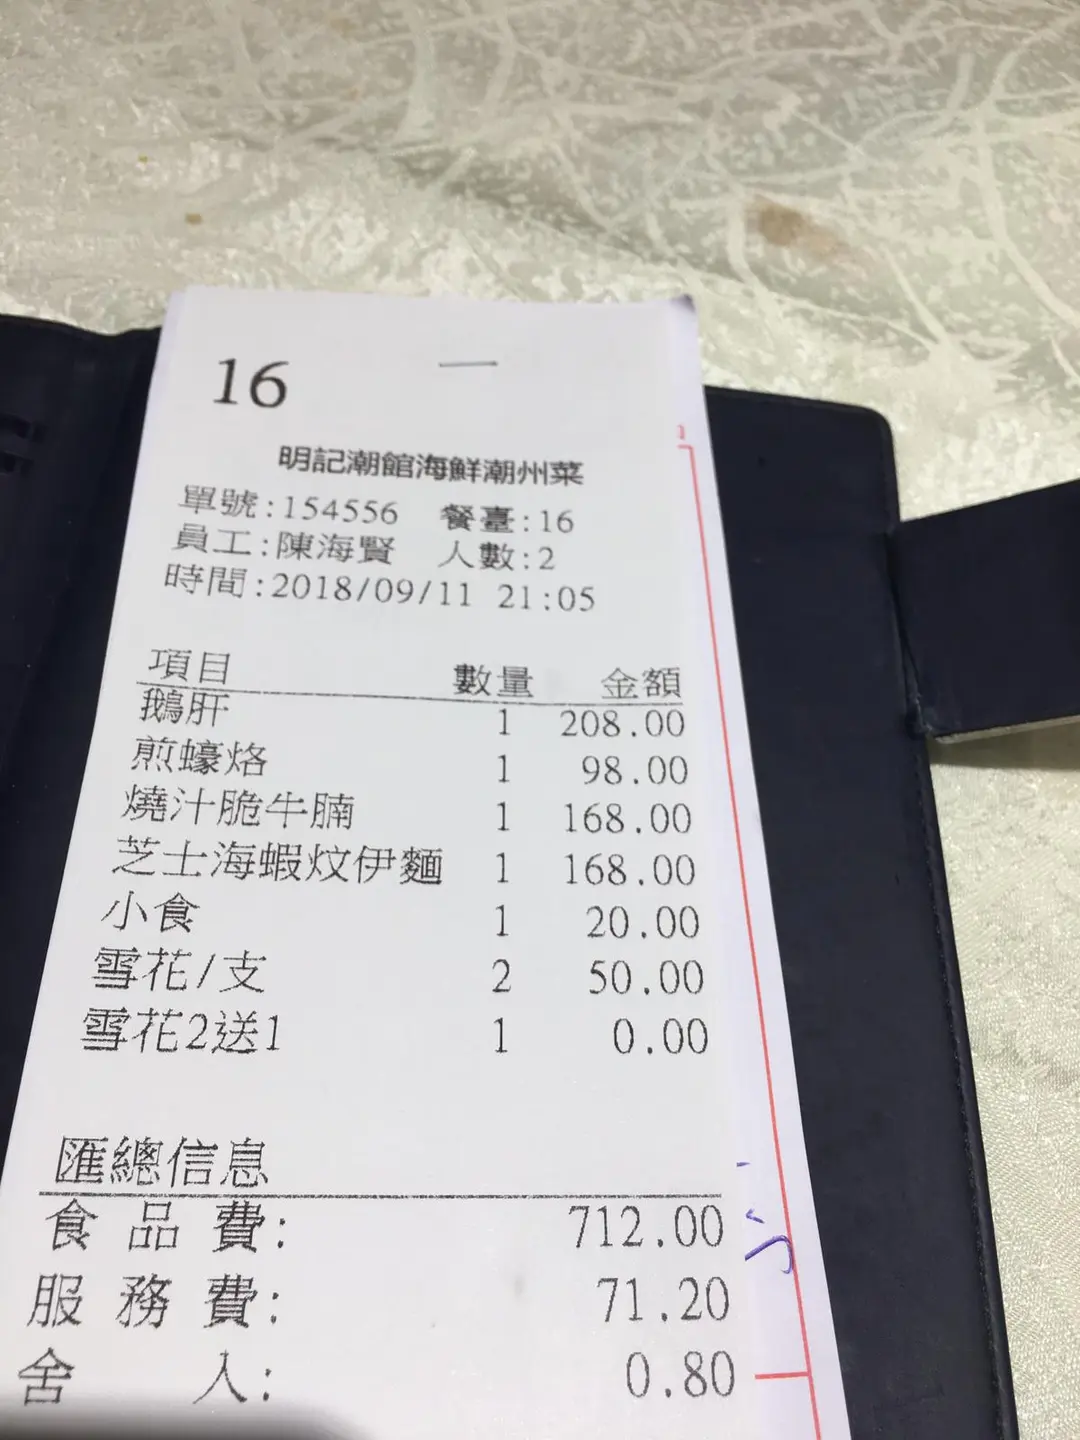 16 一
明記潮館海鮮潮州菜
單號:154556 餐臺:16
員工:陳海賢 人數:2
時間:2018/09/11 21:05
項目 數量 金額
鵝肝 1 208.00
煎蠔烙 1 98.00
燒汁脆牛腩 1 168.00
芝士海蝦炆伊麵 1 168.00
小食 1 20.00
雪花/支 2 50.00
雪花2送1 1 0.00
匯總信息
食品費: 712.00
服務費: 71.20
舍人: 0.80